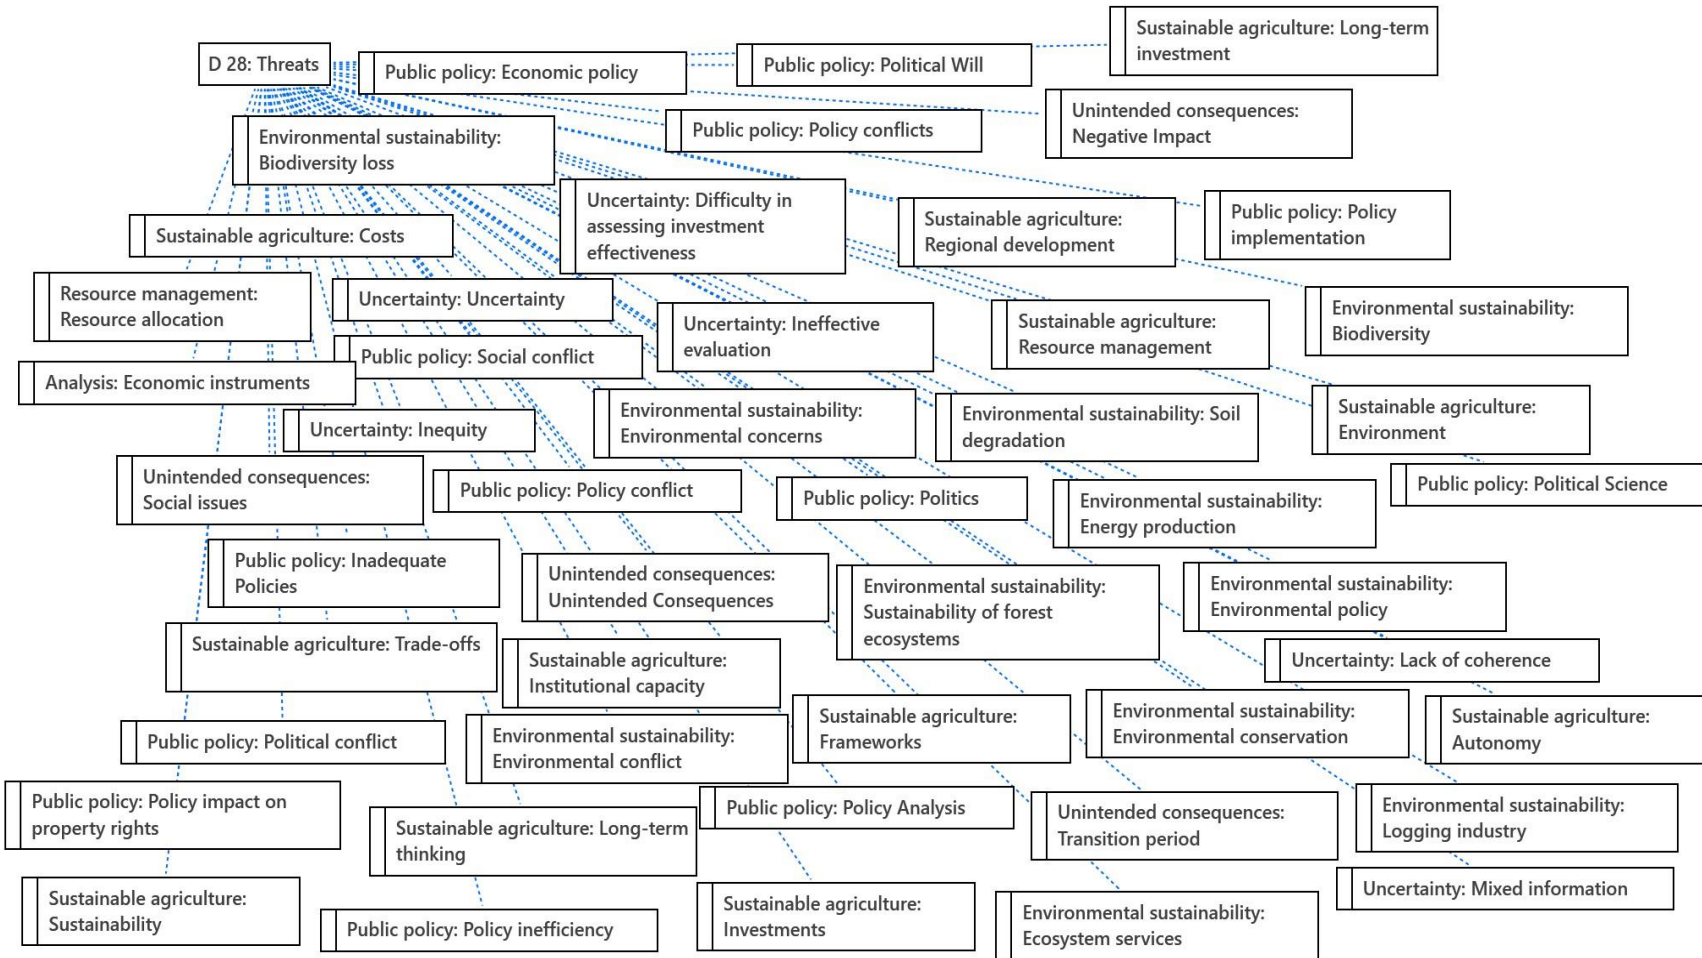 Sustainable agriculture: Long-term
investment
D 28: Threats
Public policy: Economic policy
Public policy: Political Will
Unintended consequences:
Negative Impact
Environmental sustainability:
Biodiversity loss
Public policy: Policy conflicts
Uncertainty: Difficulty in
assessing investment
effectiveness
Sustainable agriculture:
Regional development
Public policy: Policy
implementation
Sustainable agriculture: Costs
Resource management:
Resource allocation
Uncertainty: Uncertainty
Uncertainty: Ineffective
evaluation
Sustainable agriculture:
Resource management
Environmental sustainability:
Biodiversity
Public policy: Social conflict
Analysis: Economic instruments
Uncertainty: Inequity
Environmental sustainability:
Environmental concerns
Environmental sustainability: Soil
degradation
Sustainable agriculture:
Environment
Unintended consequences:
Social issues
Public policy: Policy conflict
Public policy: Politics
Environmental sustainability:
Energy production
Public policy: Political Science
Public policy: Inadequate
Policies
Unintended consequences:
Unintended Consequences
Environmental sustainability:
Sustainability of forest
ecosystems
Environmental sustainability:
Environmental policy
Sustainable agriculture: Trade-offs
Sustainable agriculture:
Institutional capacity
Uncertainty: Lack of coherence
Public policy: Political conflict
Environmental sustainability:
Environmental conflict
Sustainable agriculture:
Frameworks
Environmental sustainability:
Environmental conservation
Sustainable agriculture:
Autonomy
Public policy: Policy impact on
property rights
Sustainable agriculture: Long-term
thinking
Public policy: Policy Analysis
Unintended consequences:
Transition period
Environmental sustainability:
Logging industry
Sustainable agriculture:
Sustainability
Public policy: Policy inefficiency
Sustainable agriculture:
Investments
Environmental sustainability:
Ecosystem services
Uncertainty: Mixed information